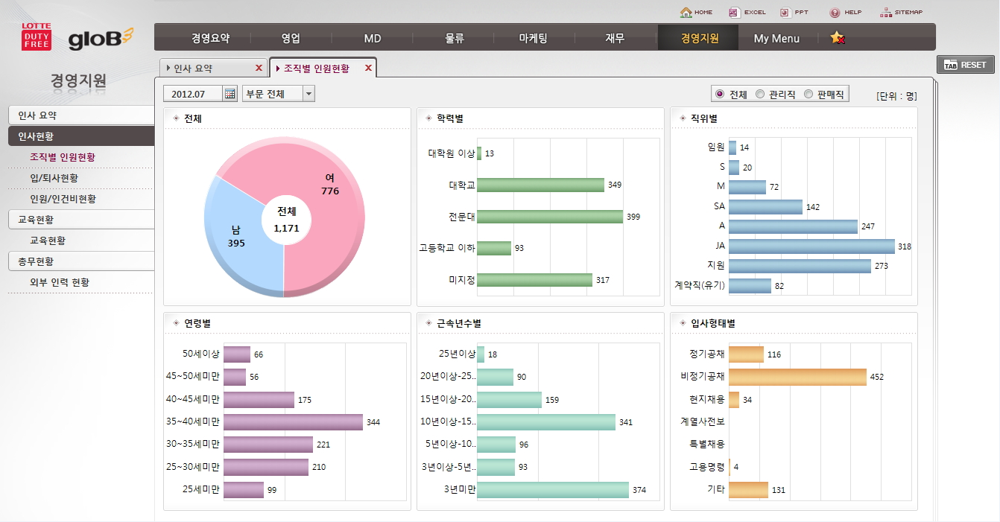 HOME EXCEL PPT HELP SITEMAP
LOTTE
DUTY
FREE
gloB
경영요약 영업 MD 물류 마케팅 재무 경영지원 My Menu
TAB RESET
경영지원
인사 요약
인사현황
조직별 인원현황
입/퇴사현황
인원/인건비현황
교육현황
교육현황
총무현황
외부 인력 현황
인사 요약 X 조직별 인원현황 X
2012.07 부문 전체
전체 관리직 판매직 [단위 : 명]
전체
여
776
전체
1,171
남
395
학력별
대학원 이상 13
대학교 349
전문대 399
고등학교 이하 93
미지정 317
직위별
임원 14
S 20
M 72
SA 142
A 247
JA 318
지원 273
계약직(유기) 82
연령별
50세이상 66
45~50세미만 56
40~45세미만 175
35~40세미만 344
30~35세미만 221
25~30세미만 210
25세미만 99
근속년수별
25년이상 18
20년이상-25.. 90
15년이상-20.. 159
10년이상-15.. 341
5년이상-10.. 96
3년이상-5년.. 93
3년미만 374
입사형태별
정기공채 116
비정기공채 452
현지채용 34
계열사전보
특별채용
고용명령 4
기타 131